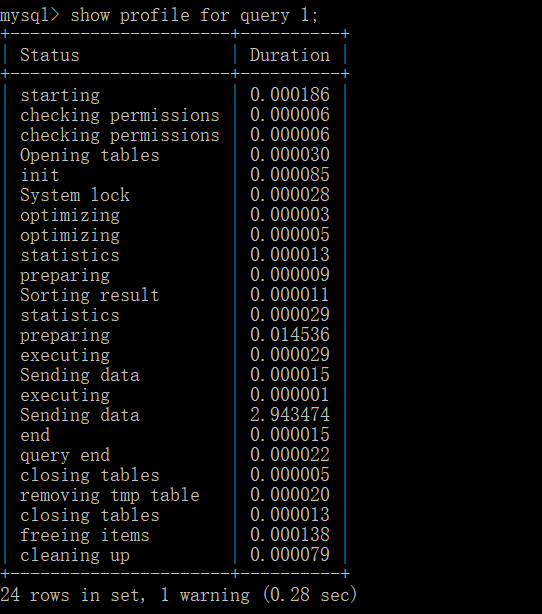 mysql> show profile for query 1;
+----------------------+----------+
| Status               | Duration |
+----------------------+----------+
| starting             | 0.000186 |
| checking permissions | 0.000006 |
| checking permissions | 0.000006 |
| Opening tables       | 0.000030 |
| init                 | 0.000085 |
| System lock          | 0.000028 |
| optimizing           | 0.000003 |
| optimizing           | 0.000005 |
| statistics           | 0.000013 |
| preparing            | 0.000009 |
| Sorting result       | 0.000011 |
| statistics           | 0.000029 |
| preparing            | 0.014536 |
| executing            | 0.000029 |
| Sending data         | 0.000015 |
| executing            | 0.000001 |
| Sending data         | 2.943474 |
| end                  | 0.000015 |
| query end            | 0.000022 |
| closing tables       | 0.000005 |
| removing tmp table   | 0.000020 |
| closing tables       | 0.000013 |
| freeing items        | 0.000138 |
| cleaning up          | 0.000079 |
+----------------------+----------+
24 rows in set, 1 warning (0.28 sec)